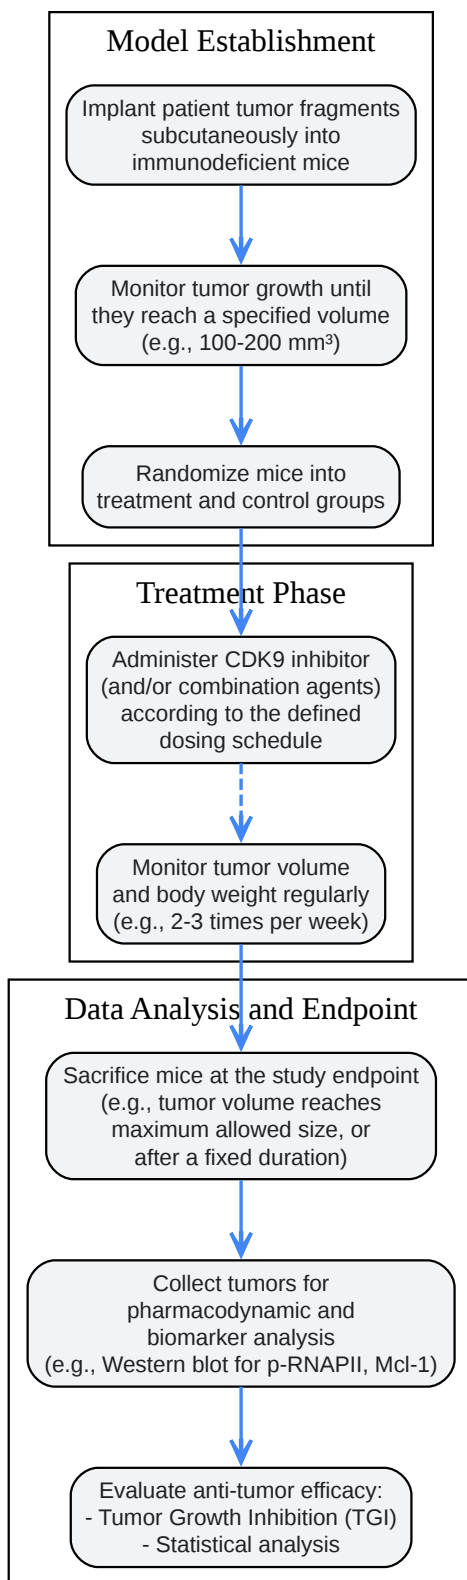 Model Establishment
Implant patient tumor fragments
subcutaneously into
immunodeficient mice
Monitor tumor growth until
they reach a specified volume
(e.g., 100-200 mm³)
Randomize mice into
treatment and control groups
Treatment Phase
Administer CDK9 inhibitor
(and/or combination agents)
according to the defined
dosing schedule
Monitor tumor volume
and body weight regularly
(e.g., 2-3 times per week)
Data Analysis and Endpoint
Sacrifice mice at the study endpoint
(e.g., tumor volume reaches
maximum allowed size, or
after a fixed duration)
Collect tumors for
pharmacodynamic and
biomarker analysis
(e.g., Western blot for p-RNAPII, Mcl-1)
Evaluate anti-tumor efficacy:
- Tumor Growth Inhibition (TGI)
- Statistical analysis